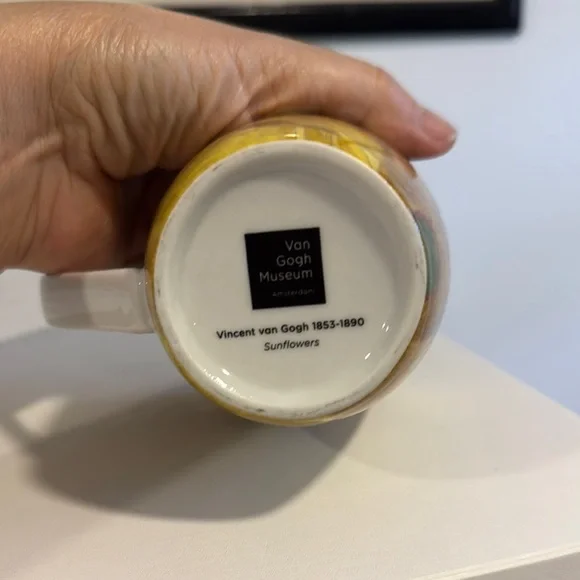 Van
Gogh
Museum
Amsterdam
Vincent van Gogh 1853-1890
Sunflowers